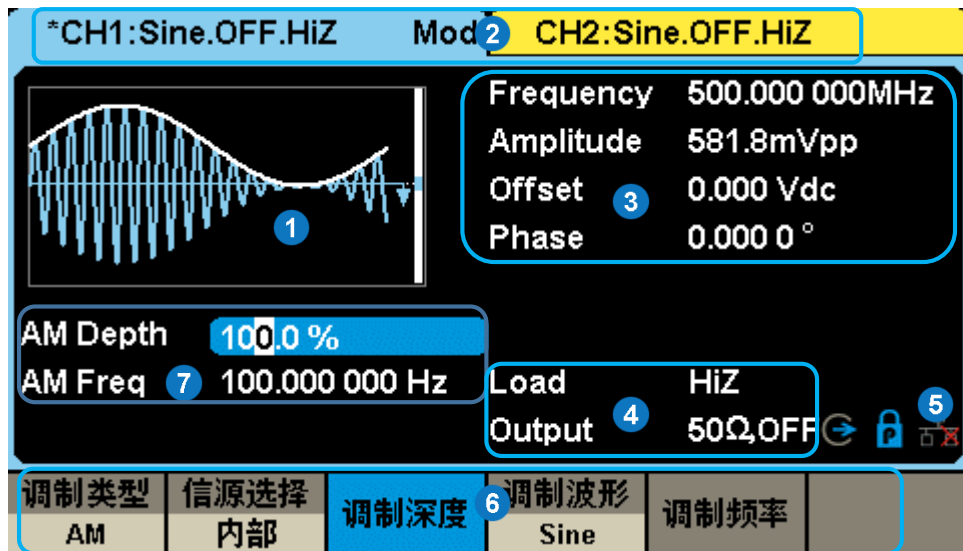 *CH1:Sine.OFF.HiZ Mod 2 CH2:Sine.OFF.HiZ
Frequency 500.000 000MHz
Amplitude 581.8mVpp
Offset 3 0.000 Vdc
Phase 0.000 0 °
1
AM Depth 100.0 %
AM Freq 7 100.000 000 Hz
Load HiZ
Output 4 50Ω,OFF
P
5
调制类型 信源选择 调制深度 6 调制波形 调制频率
AM 内部 Sine